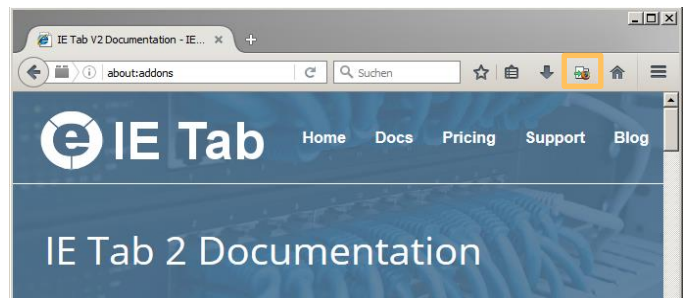 IE Tab V2 Documentation - IE...
about:addons
Suchen
IE Tab
Home Docs Pricing Support Blog
IE Tab 2 Documentation